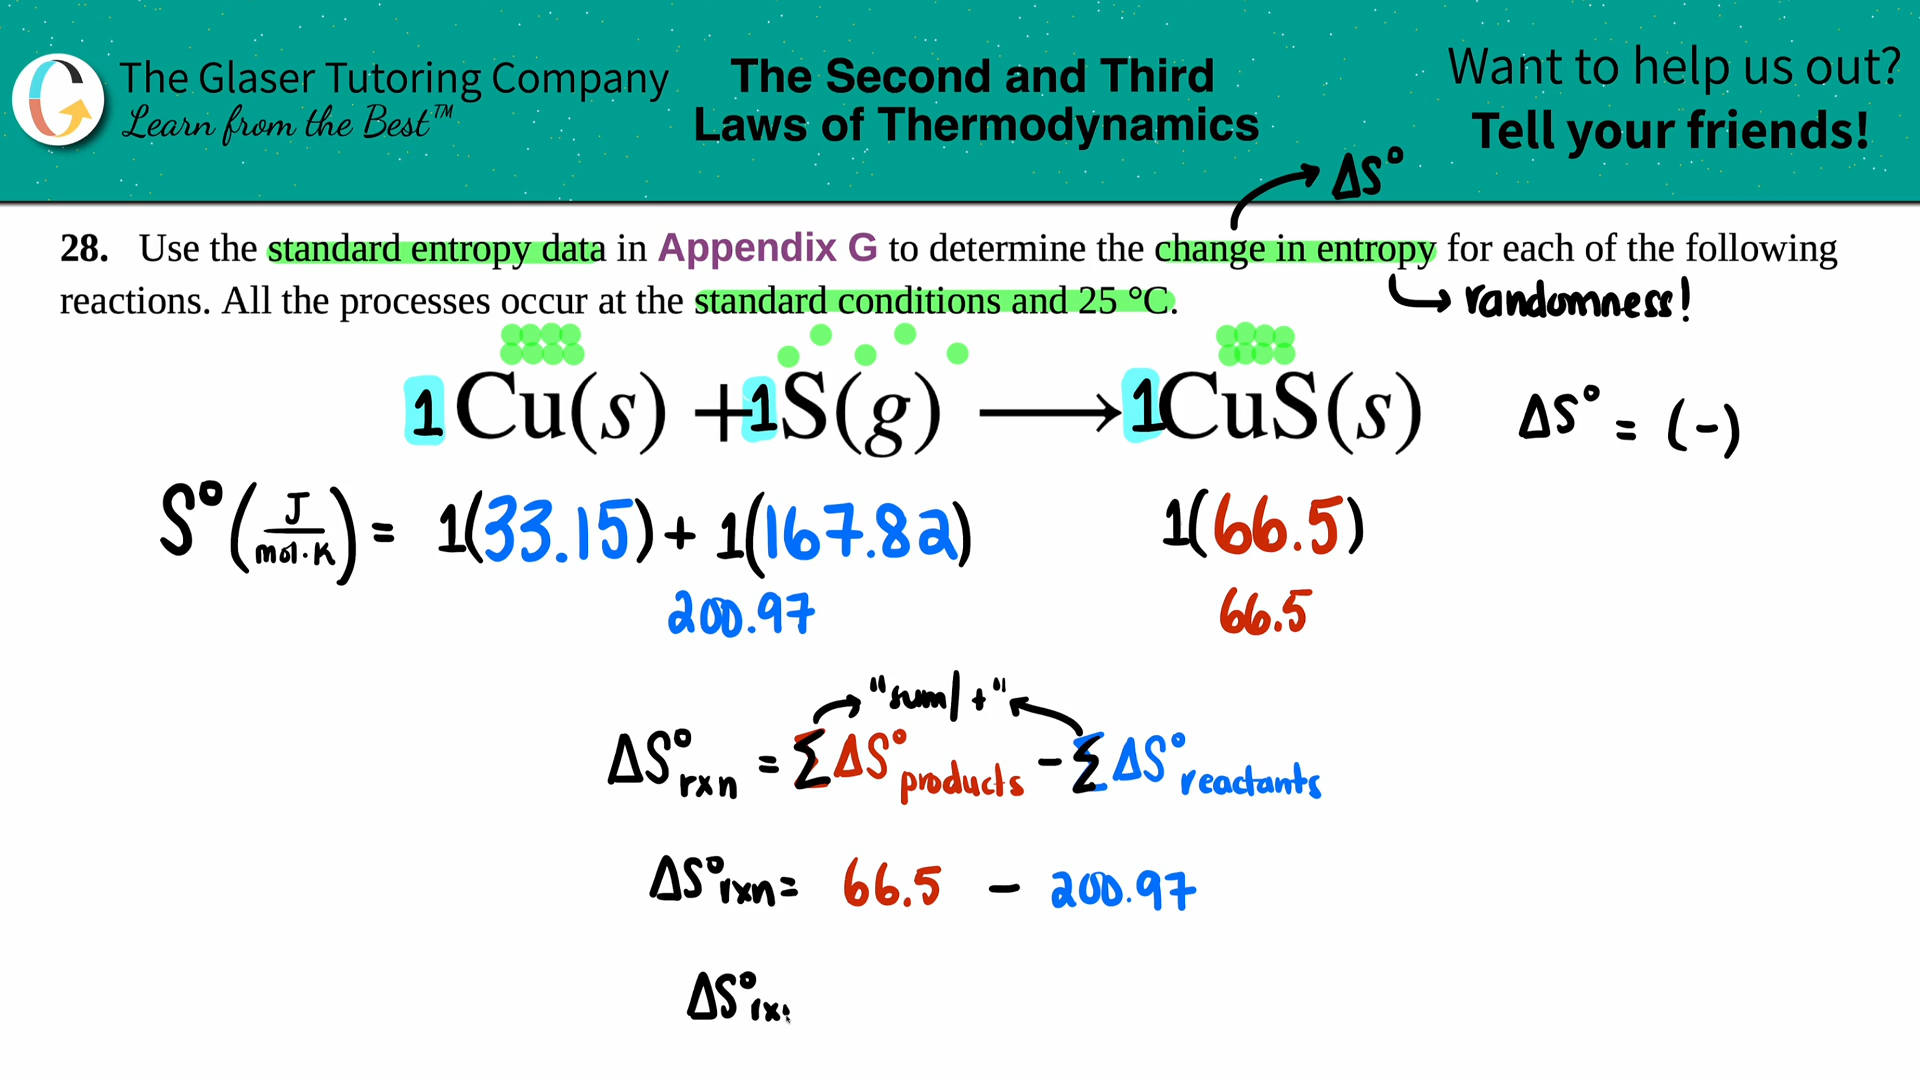 The Glaser Tutoring Company
Learn from the Best™
The Second and Third
Laws of Thermodynamics
Want to help us out?
Tell your friends!
ΔS°
28. Use the standard entropy data in Appendix G to determine the change in entropy for each of the following
reactions. All the processes occur at the standard conditions and 25 °C.
randomness!
1Cu(s) + 1S(g) ⟶ 1CuS(s)
ΔS° = (-)
S° (J/mol·K) = 1(33.15) + 1(167.82) 1(66.5)
200.97 66.5
"sum/+"
ΔS°rxn = ΣΔS°products - ΣΔS°reactants
ΔS°rxn = 66.5 - 200.97
ΔS°rx